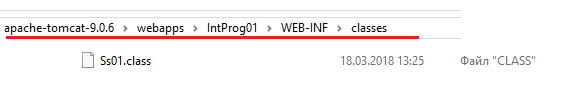 apache-tomcat-9.0.6 > webapps > IntProg01 > WEB-INF > classes
Ss01.class 18.03.2018 13:25 Файл "CLASS"